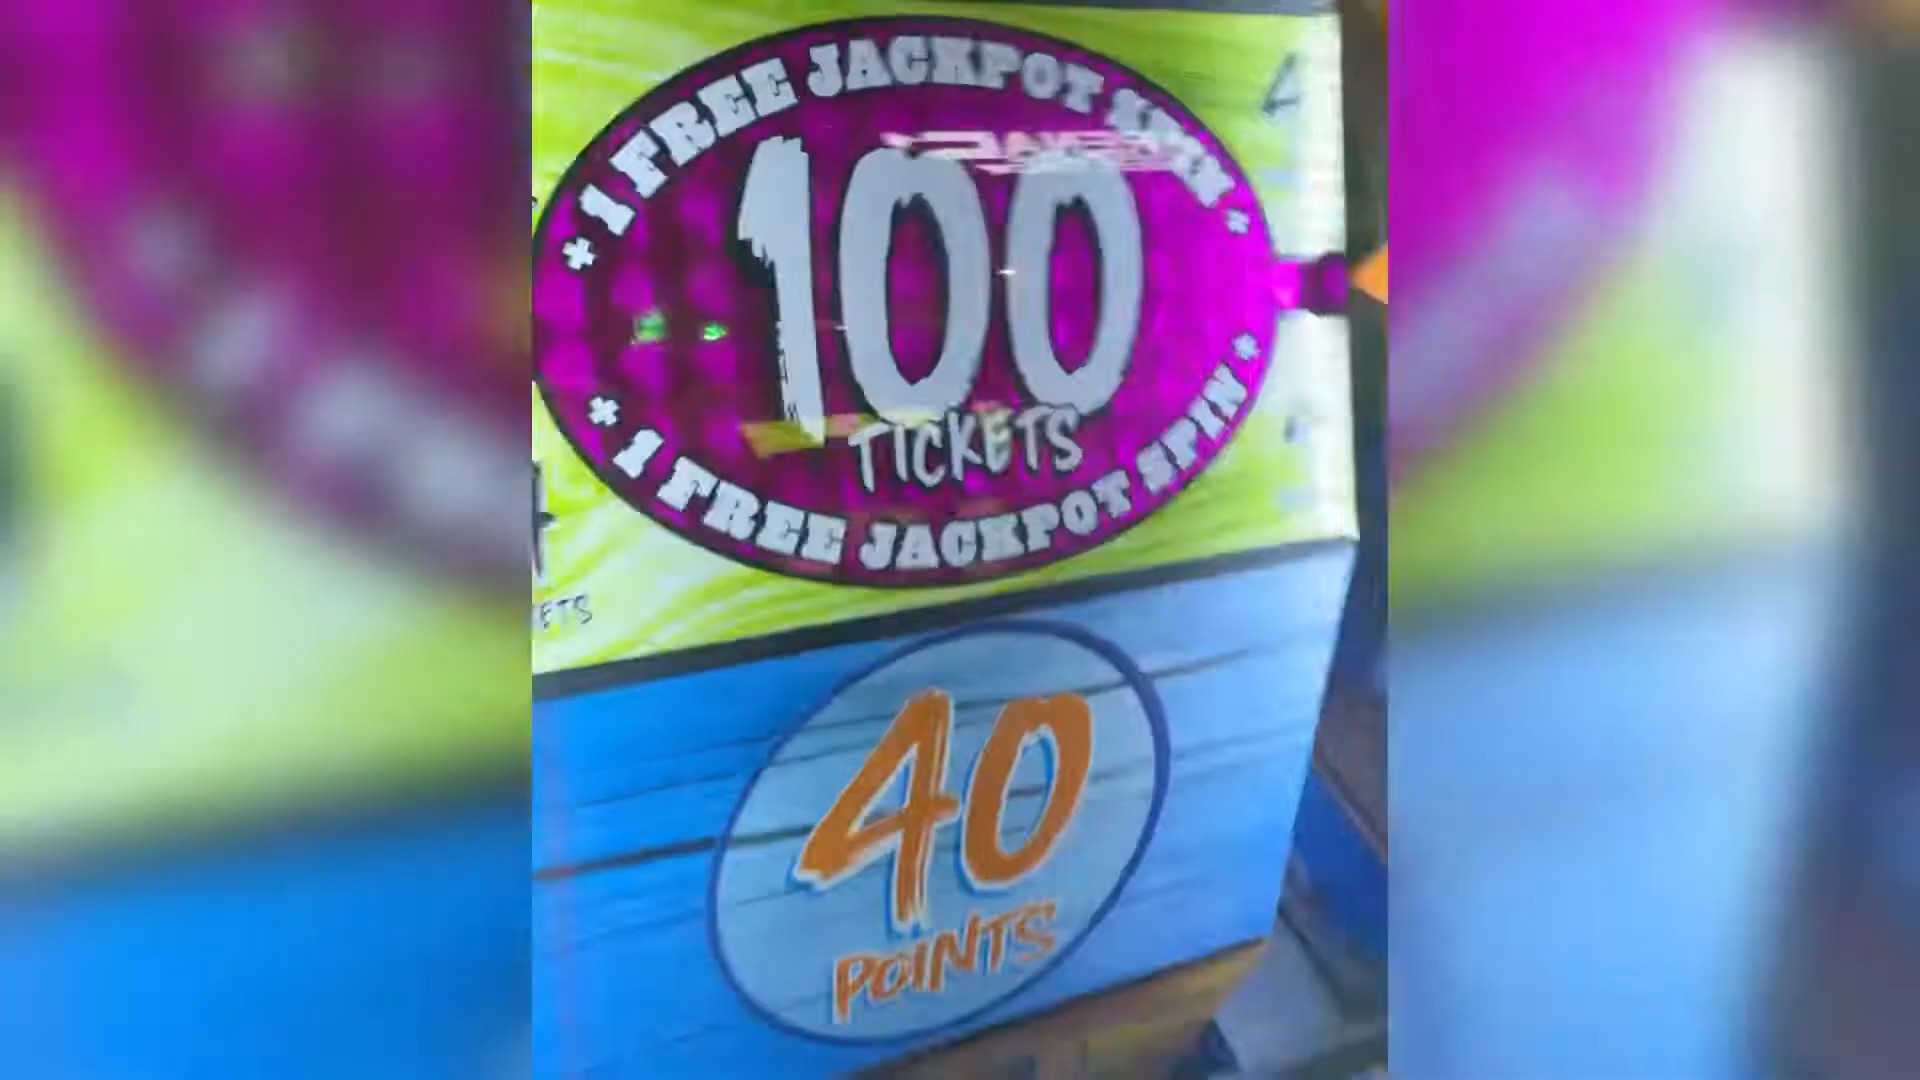 * 1 FREE JACKPOT SPIN *
100
TICKETS
* 1 FREE JACKPOT SPIN *
40
POINTS